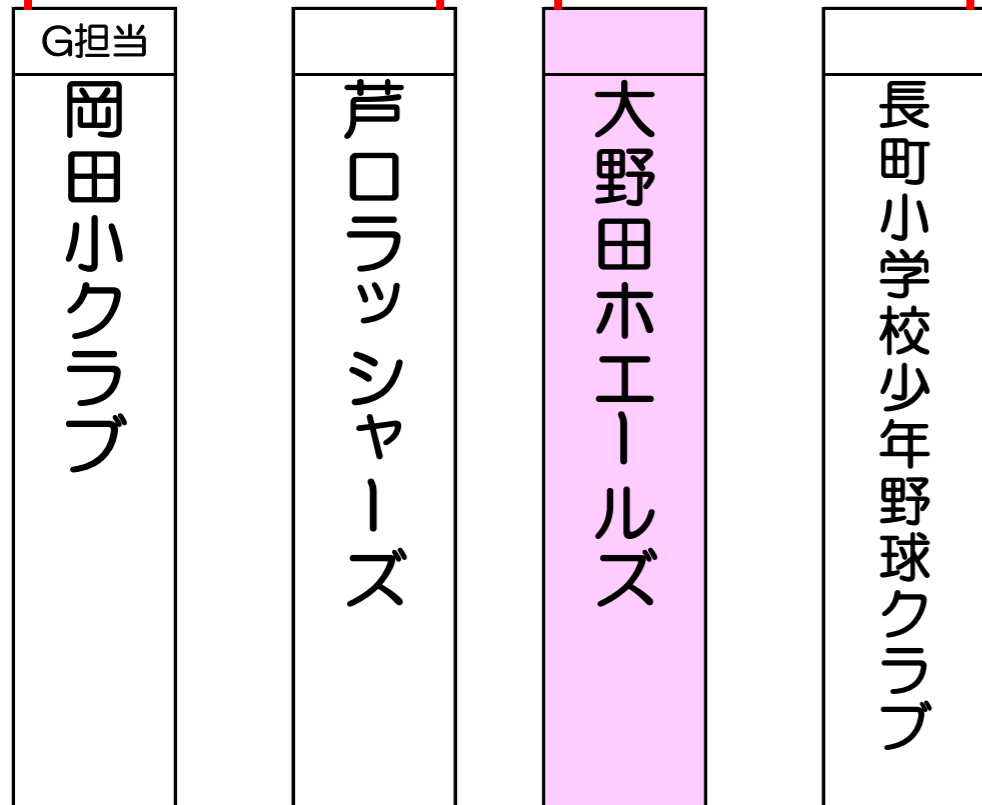 G担当
岡田小クラブ
芦口ラッシャーズ
大野田ホエールズ
長町小学校少年野球クラブ